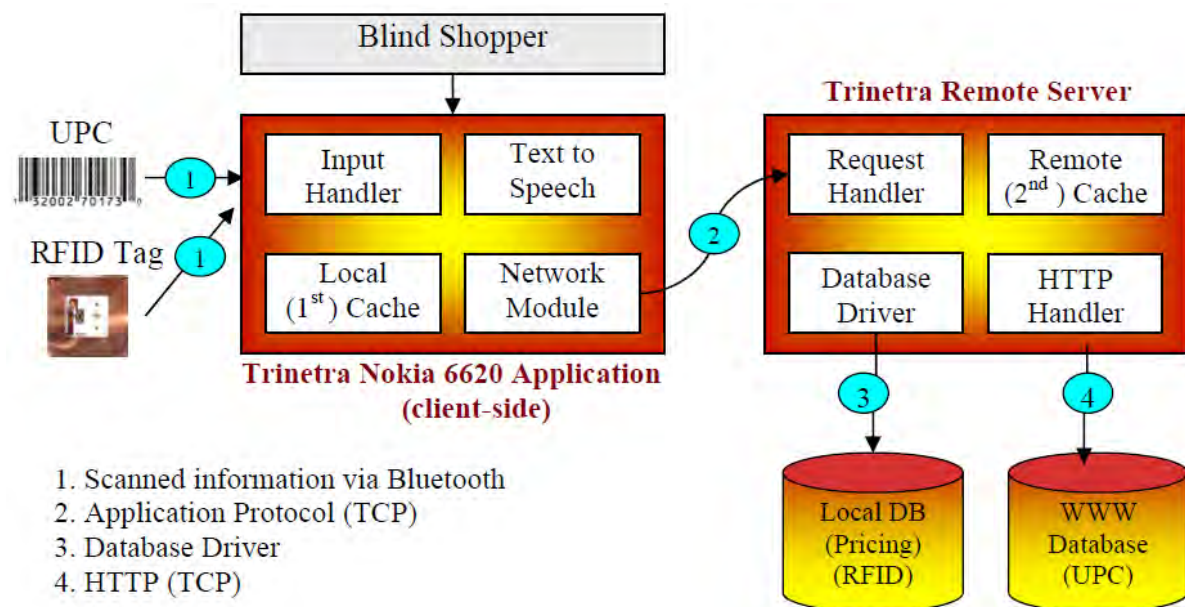 Blind Shopper
Trinetra Remote Server
UPC
1
32002 70173
RFID Tag
1
Input
Handler
Text to
Speech
Local
(1st) Cache
Network
Module
2
Request
Handler
Remote
(2nd ) Cache
Database
Driver
HTTP
Handler
Trinetra Nokia 6620 Application
(client-side)
3
4
1. Scanned information via Bluetooth
2. Application Protocol (TCP)
3. Database Driver
4. HTTP (TCP)
Local DB
(Pricing)
(RFID)
WWW
Database
(UPC)